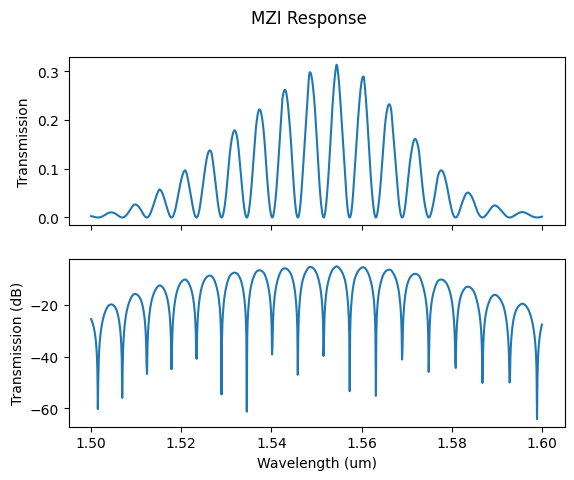 MZI Response
Transmission
0.3
0.2
0.1
0.0
Transmission (dB)
−20
−40
−60
1.50 1.52 1.54 1.56 1.58 1.60
Wavelength (um)